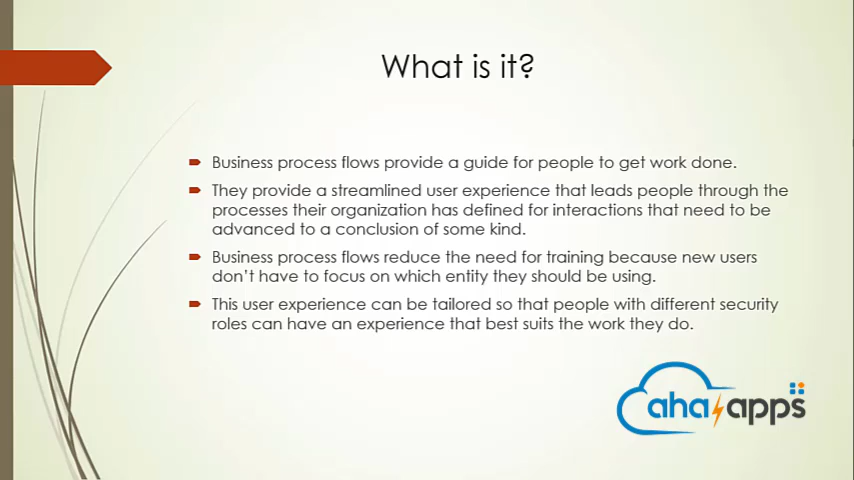 What is it?
Business process flows provide a guide for people to get work done.
They provide a streamlined user experience that leads people through the
processes their organization has defined for interactions that need to be
advanced to a conclusion of some kind.
Business process flows reduce the need for training because new users
don't have to focus on which entity they should be using.
This user experience can be tailored so that people with different security
roles can have an experience that best suits the work they do.
aha apps